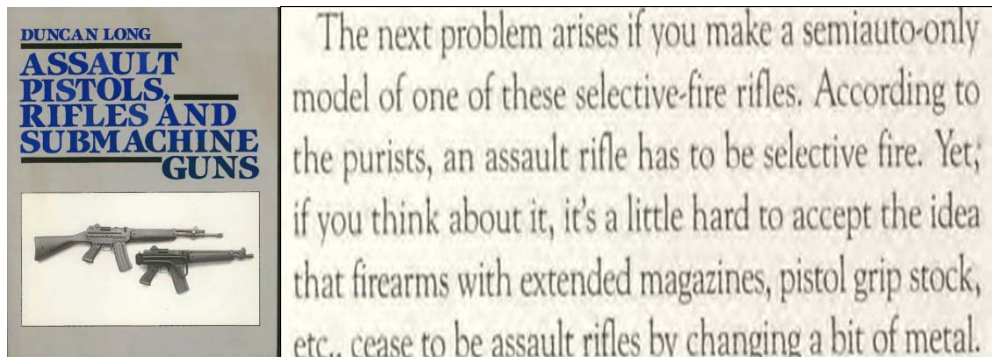 DUNCAN LONG
ASSAULT
PISTOLS,
RIFLES AND
SUBMACHINE
GUNS
The next problem arises if you make a semiauto-only
model of one of these selective-fire rifles. According to
the purists, an assault rifle has to be selective fire. Yet,
if you think about it, it's a little hard to accept the idea
that firearms with extended magazines, pistol grip stock,
etc., cease to be assault rifles by changing a bit of metal.